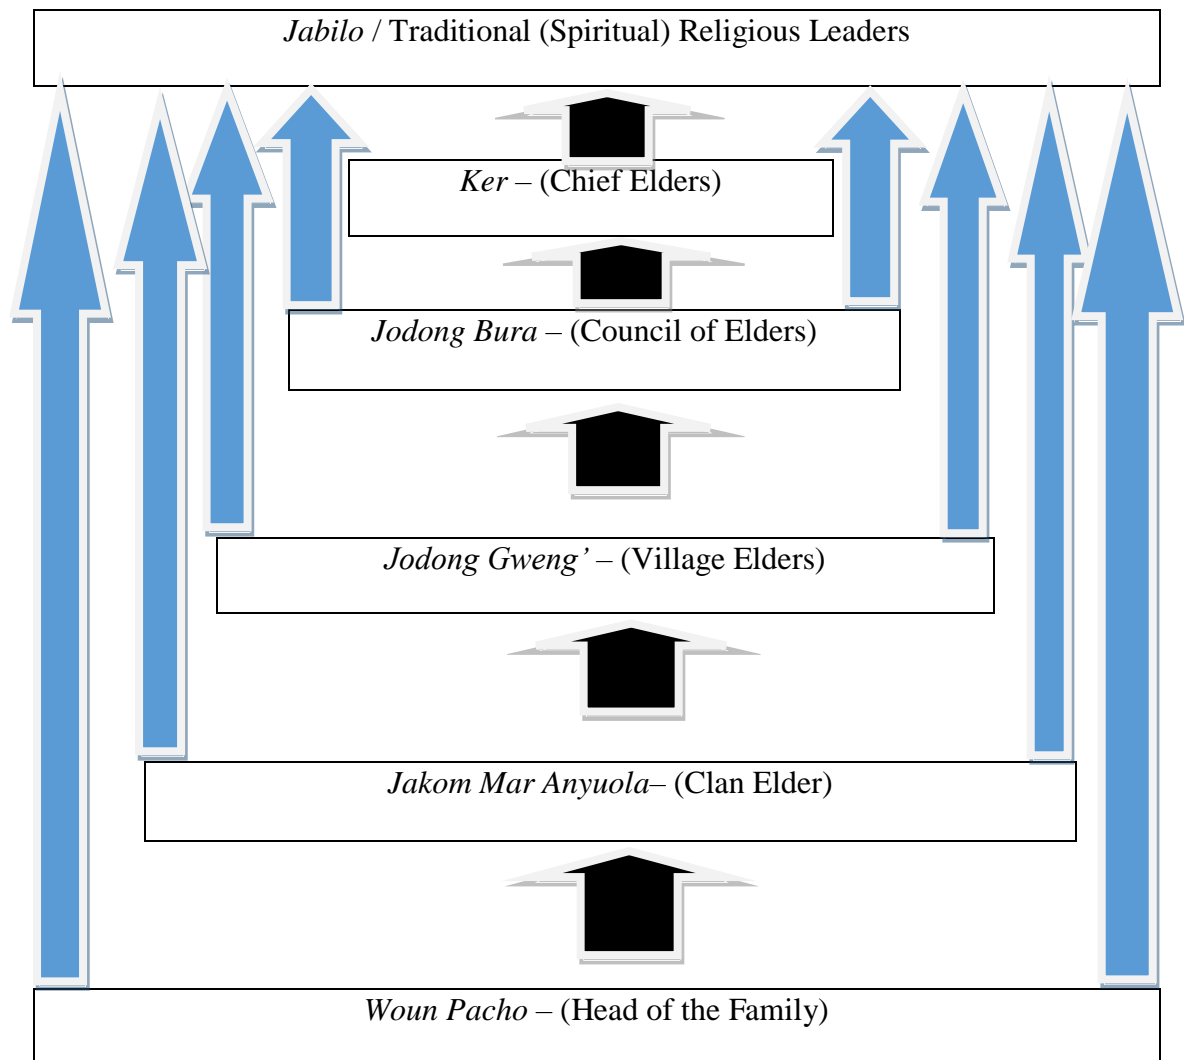 Jabilo / Traditional (Spiritual) Religious Leaders
Ker – (Chief Elders)
Jodong Bura – (Council of Elders)
Jodong Gweng’ – (Village Elders)
Jakom Mar Anyuola– (Clan Elder)
Woun Pacho – (Head of the Family)